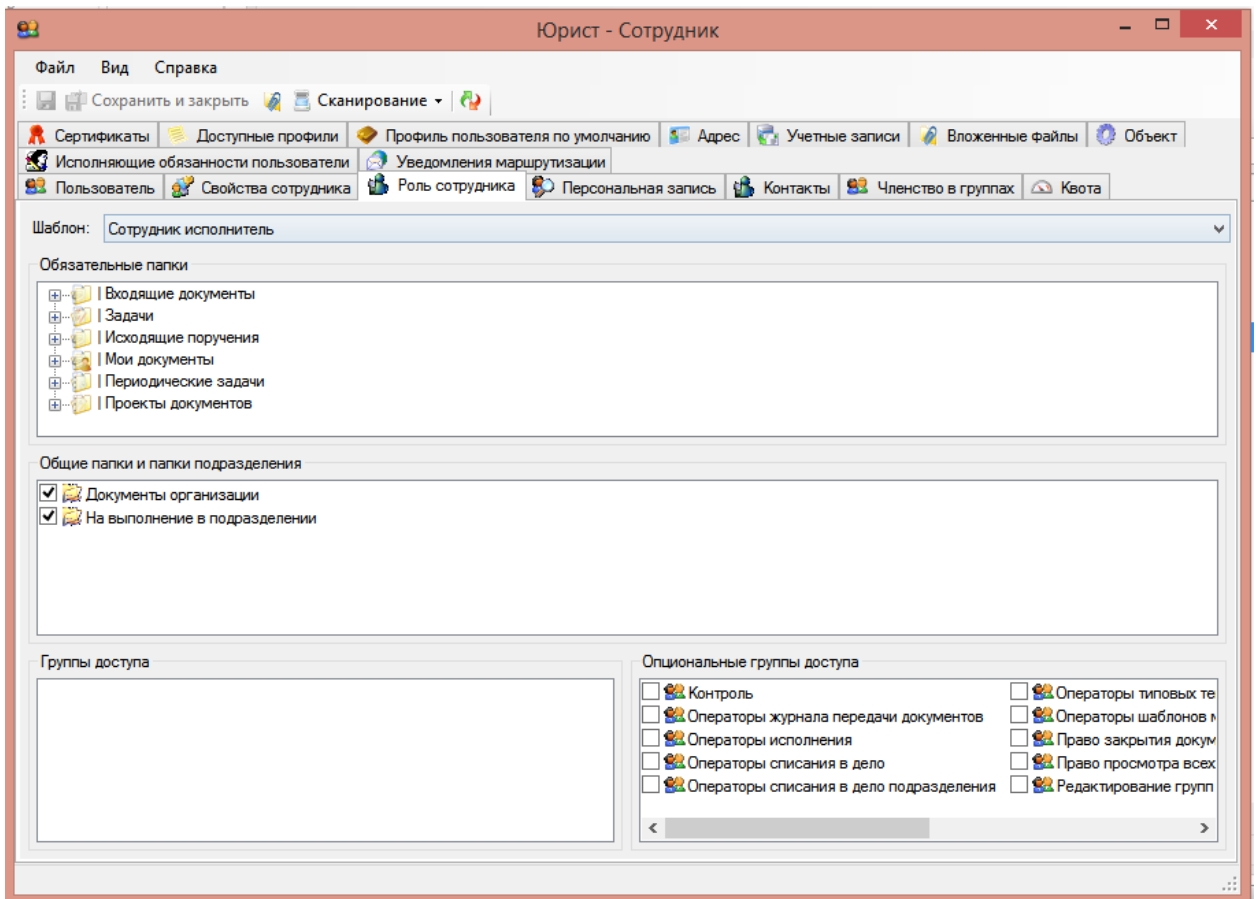 Юрист - Сотрудник
Файл Вид Справка
Сохранить и закрыть Сканирование
Сертификаты Доступные профили Профиль пользователя по умолчанию Адрес Учетные записи Вложенные файлы Объект
Исполняющие обязанности пользователи Уведомления маршрутизации
Пользователь Свойства сотрудника Роль сотрудника Персональная запись Контакты Членство в группах Квота
Шаблон: Сотрудник исполнитель
Обязательные папки
| Входящие документы
| Задачи
| Исходящие поручения
| Мои документы
| Периодические задачи
| Проекты документов
Общие папки и папки подразделения
Документы организации
На выполнение в подразделении
Группы доступа Опциональные группы доступа
Контроль Операторы типовых те
Операторы журнала передачи документов Операторы шаблонов м
Операторы исполнения Право закрытия докум
Операторы списания в дело Право просмотра всех
Операторы списания в дело подразделения Редактирование групп